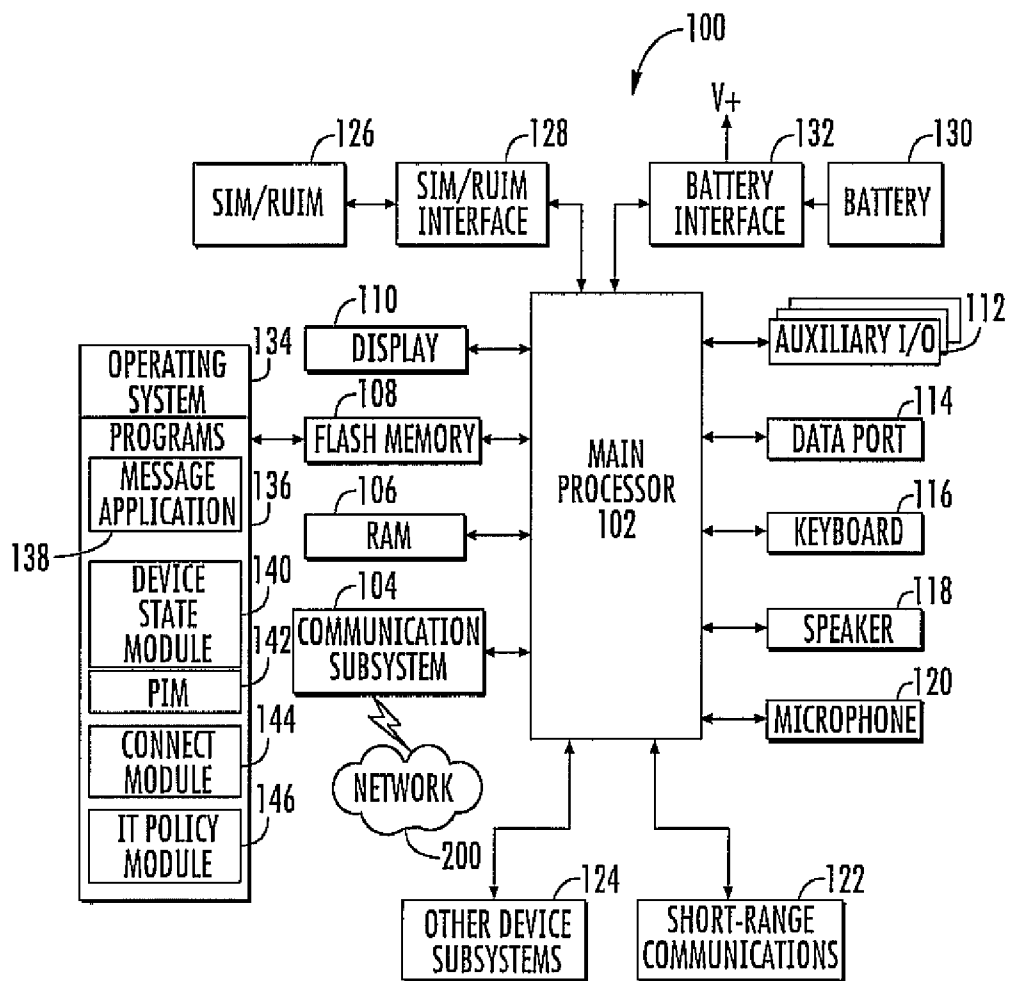 100
V+
126
128
132
130
SIM/RUIM
SIM/RUIM
INTERFACE
BATTERY
INTERFACE
BATTERY
110
DISPLAY
112
AUXILIARY I/O
134
OPERATING
SYSTEM
108
FLASH MEMORY
114
DATA PORT
PROGRAMS
MESSAGE
APPLICATION
136
138
106
RAM
MAIN
PROCESSOR
102
116
KEYBOARD
140
DEVICE
STATE
MODULE
104
COMMUNICATION
SUBSYSTEM
118
SPEAKER
142
PIM
120
MICROPHONE
144
CONNECT
MODULE
NETWORK
200
146
IT POLICY
MODULE
124
OTHER DEVICE
SUBSYSTEMS
122
SHORT-RANGE
COMMUNICATIONS